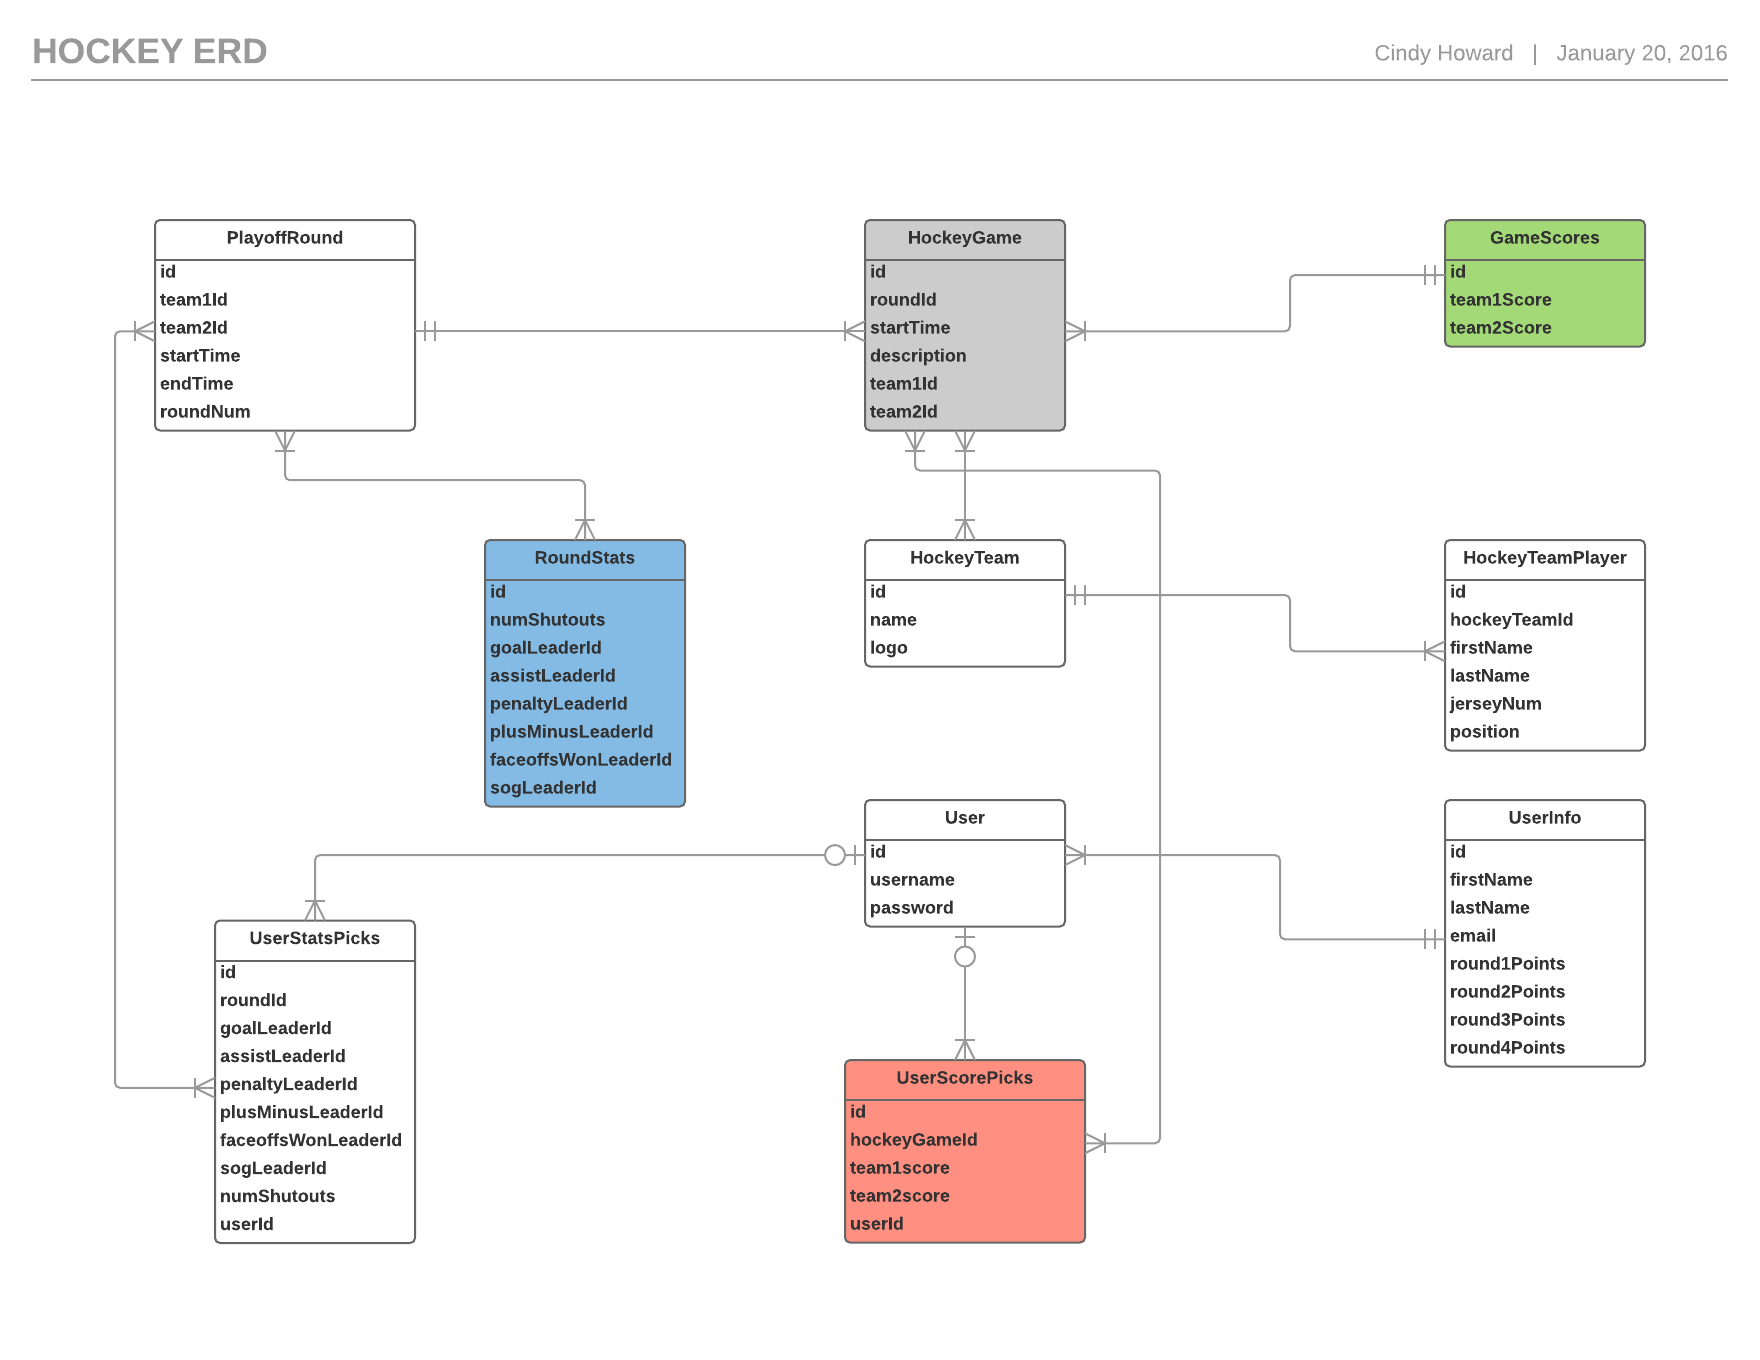 HOCKEY ERD
Cindy Howard | January 20, 2016
PlayoffRound
id
team1Id
team2Id
startTime
endTime
roundNum
HockeyGame
id
roundId
startTime
description
team1Id
team2Id
GameScores
id
team1Score
team2Score
RoundStats
id
numShutouts
goalLeaderId
assistLeaderId
penaltyLeaderId
plusMinusLeaderId
faceoffsWonLeaderId
sogLeaderId
HockeyTeam
id
name
logo
HockeyTeamPlayer
id
hockeyTeamId
firstName
lastName
jerseyNum
position
User
id
username
password
UserInfo
id
firstName
lastName
email
round1Points
round2Points
round3Points
round4Points
UserStatsPicks
id
roundId
goalLeaderId
assistLeaderId
penaltyLeaderId
plusMinusLeaderId
faceoffsWonLeaderId
sogLeaderId
numShutouts
userId
UserScorePicks
id
hockeyGameId
team1score
team2score
userId